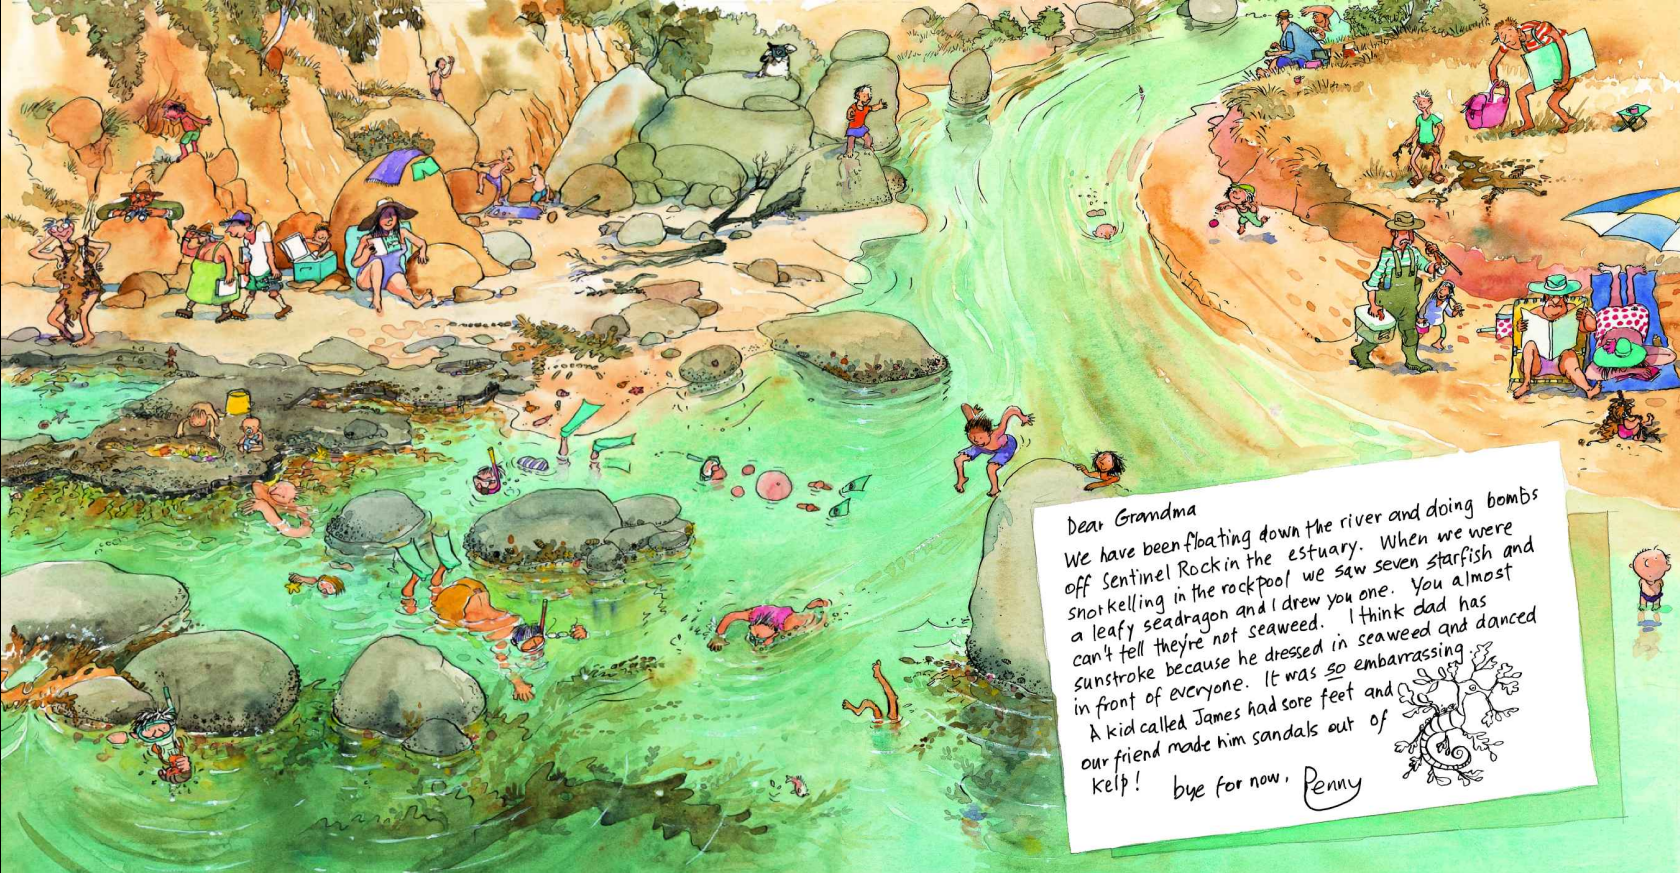 Dear Grandma
We have been floating down the river and doing bombs
off Sentinel Rock in the estuary. When we were
snorkelling in the rockpool we saw seven starfish and
a leafy seadragon and I drew you one. You almost
can't tell they're not seaweed. I think dad has
sunstroke because he dressed in seaweed and danced
in front of everyone. It was so embarrassing.
A kid called James had sore feet and
our friend made him sandals out of
kelp!
bye for now, Penny